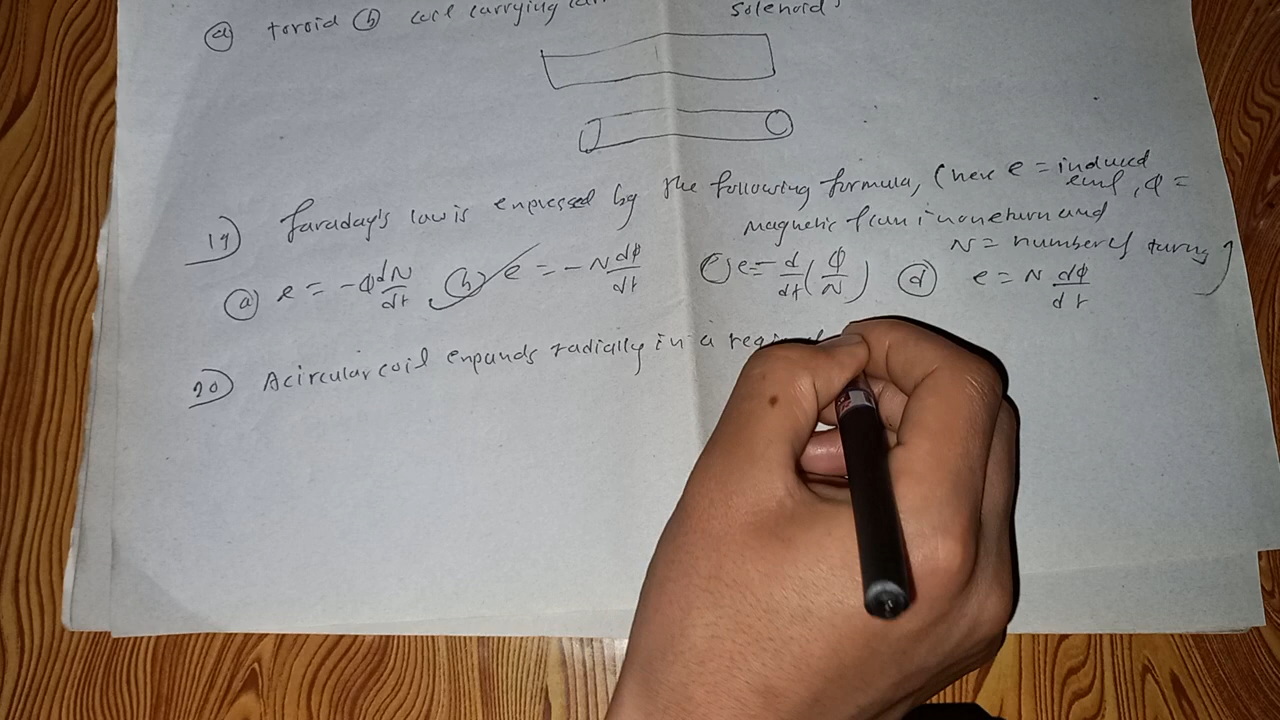 (a) toroid (b) coil carrying solenoid
19) faraday's law is expressed by the following formula, (here e = induced emf, φ =
magnetic flux in one turn and
N = number of turns)
(a) e = -φ dN/dt (b) e = -N dφ/dt (c) e = -d/dt (φ/N) (d) e = N dφ/dt
20) A circular coil expands radially in a